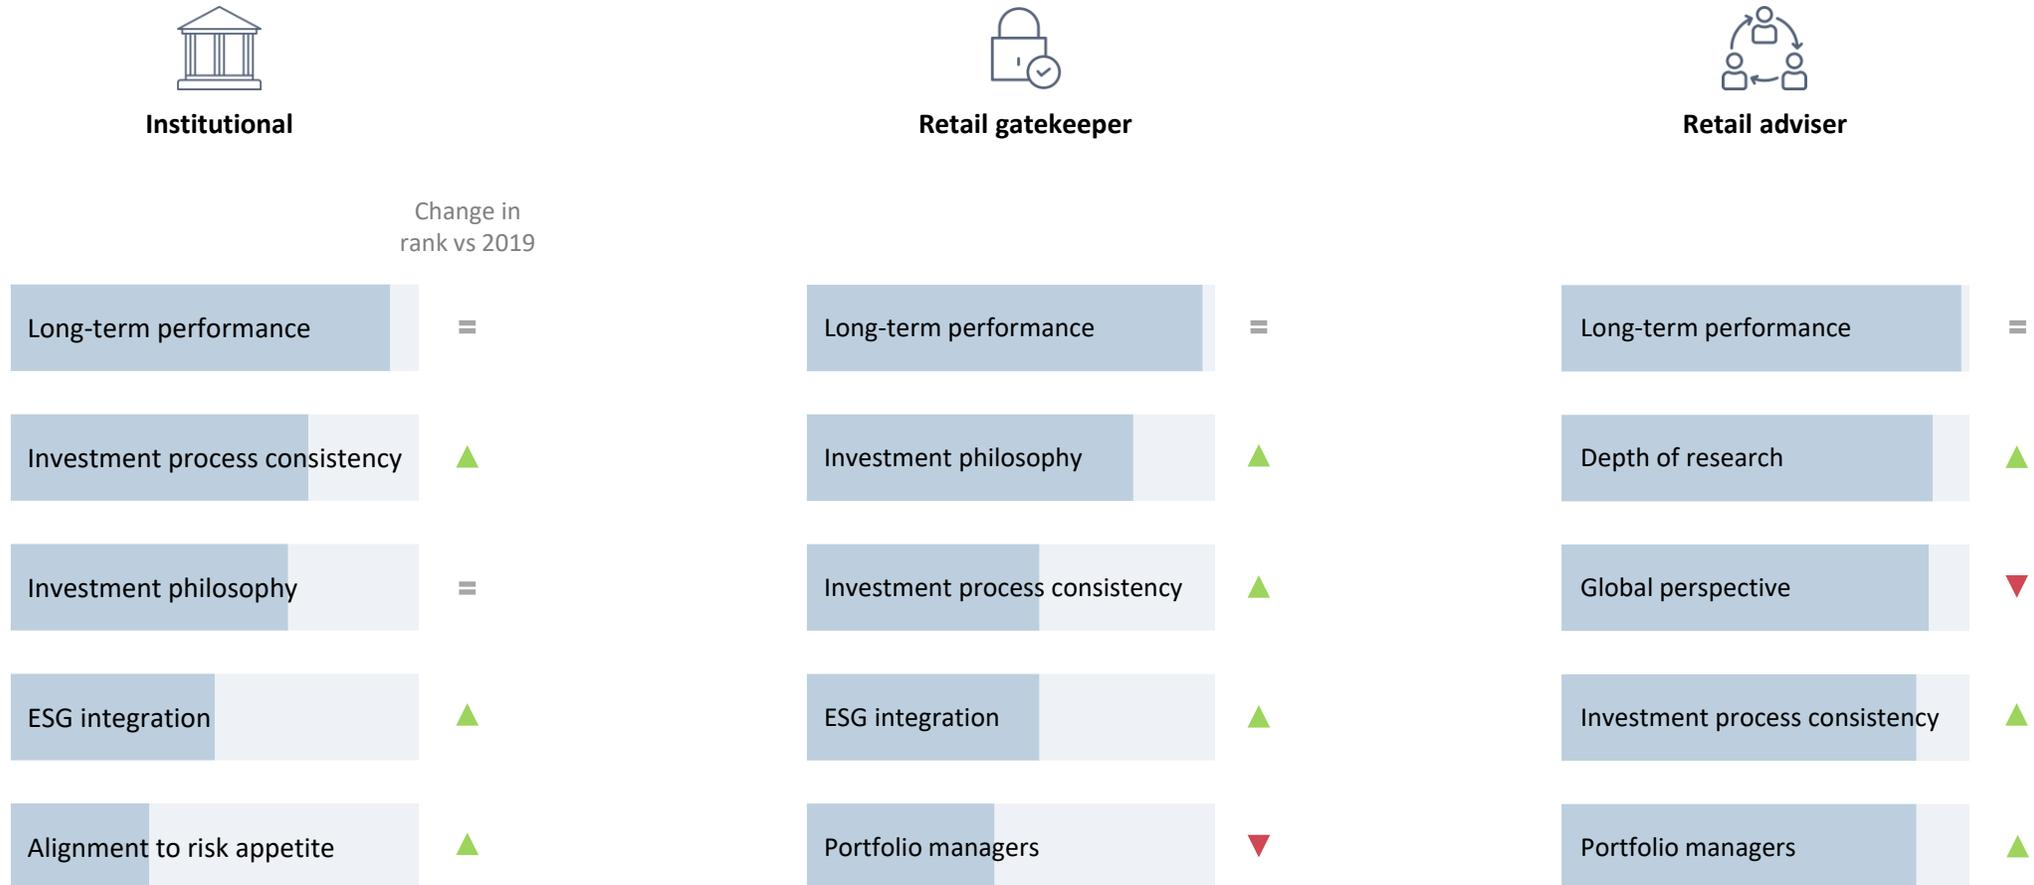 Institutional
Retail gatekeeper
Retail adviser
Change in
rank vs 2019
Long-term performance
=
Long-term performance
=
Long-term performance
=
Investment process consistency
▲
Investment philosophy
▲
Depth of research
▲
Investment philosophy
=
Investment process consistency
▲
Global perspective
▼
ESG integration
▲
ESG integration
▲
Investment process consistency
▲
Alignment to risk appetite
▲
Portfolio managers
▼
Portfolio managers
▲